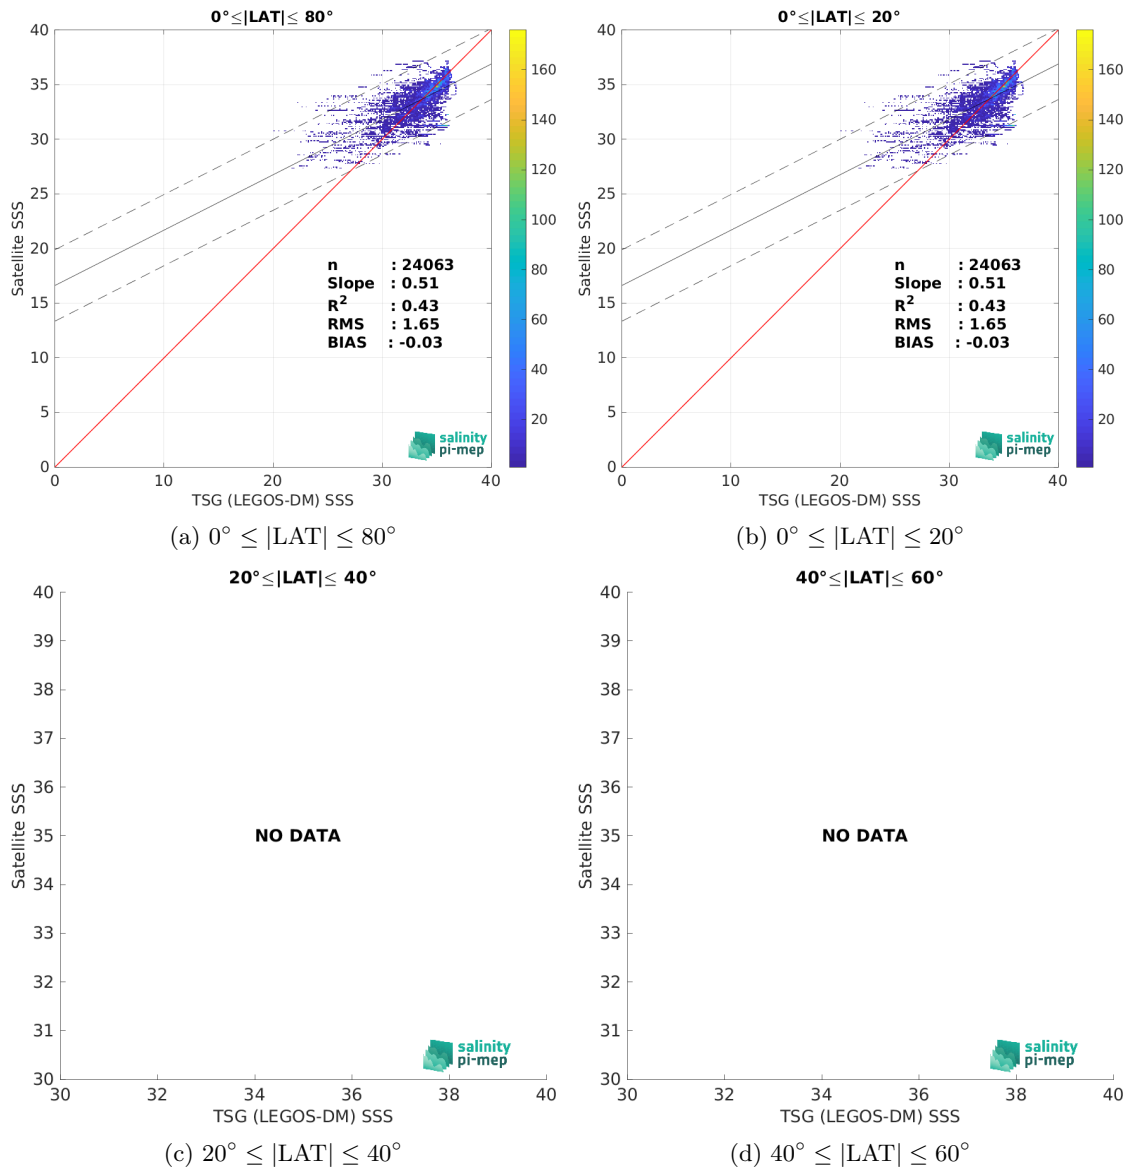 0°≤|LAT|≤ 80°
40
35
30
25
20
15
10
5
0
Satellite SSS
n : 24063
Slope : 0.51
R² : 0.43
RMS : 1.65
BIAS : -0.03
salinity
pi-mep
0
10
20
30
40
TSG (LEGOS-DM) SSS
160
140
120
100
80
60
40
20
(a) 0° ≤ |LAT| ≤ 80°
0°≤|LAT|≤ 20°
40
35
30
25
20
15
10
5
0
Satellite SSS
n : 24063
Slope : 0.51
R² : 0.43
RMS : 1.65
BIAS : -0.03
salinity
pi-mep
0
10
20
30
40
TSG (LEGOS-DM) SSS
160
140
120
100
80
60
40
20
(b) 0° ≤ |LAT| ≤ 20°
20°≤|LAT|≤ 40°
40
39
38
37
36
35
34
33
32
31
30
Satellite SSS
NO DATA
salinity
pi-mep
30
32
34
36
38
40
TSG (LEGOS-DM) SSS
(c) 20° ≤ |LAT| ≤ 40°
40°≤|LAT|≤ 60°
40
39
38
37
36
35
34
33
32
31
30
Satellite SSS
NO DATA
salinity
pi-mep
30
32
34
36
38
40
TSG (LEGOS-DM) SSS
(d) 40° ≤ |LAT| ≤ 60°